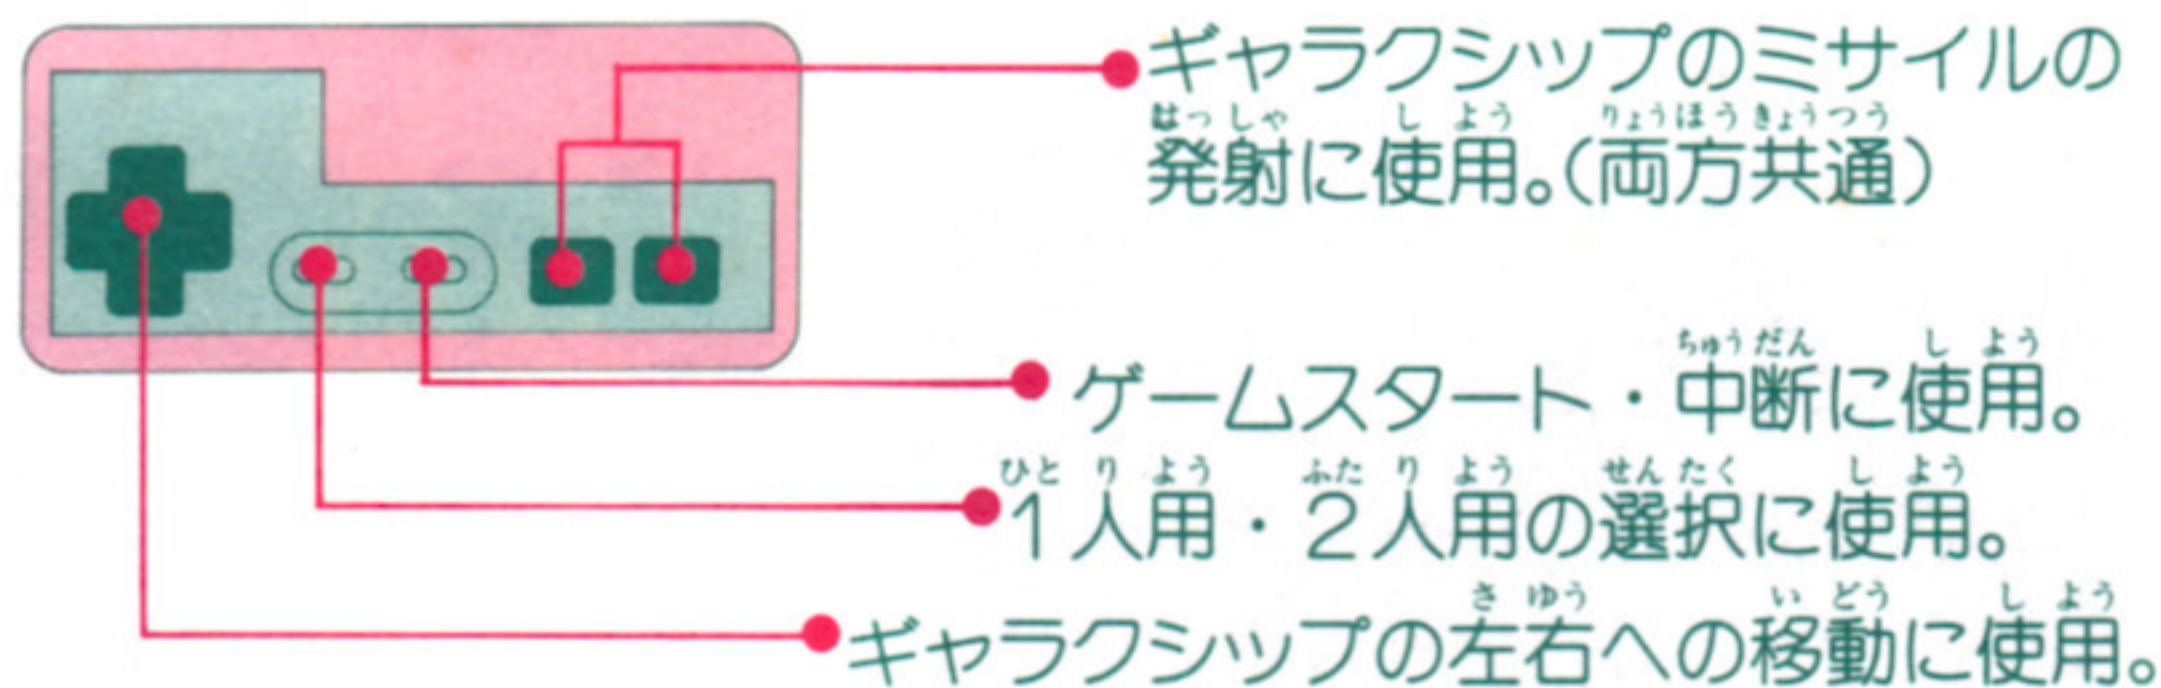 ギャラクシップのミサイルの
はっしゃ しよう りょうほうきょうつう
発射に使用。(両方共通)
ちゅうだん しよう
ゲームスタート・中断に使用。
ひとりよう ふたりよう せんたく しよう
1人用・2人用の選択に使用。
さゆう いどう しよう
ギャラクシップの左右への移動に使用。